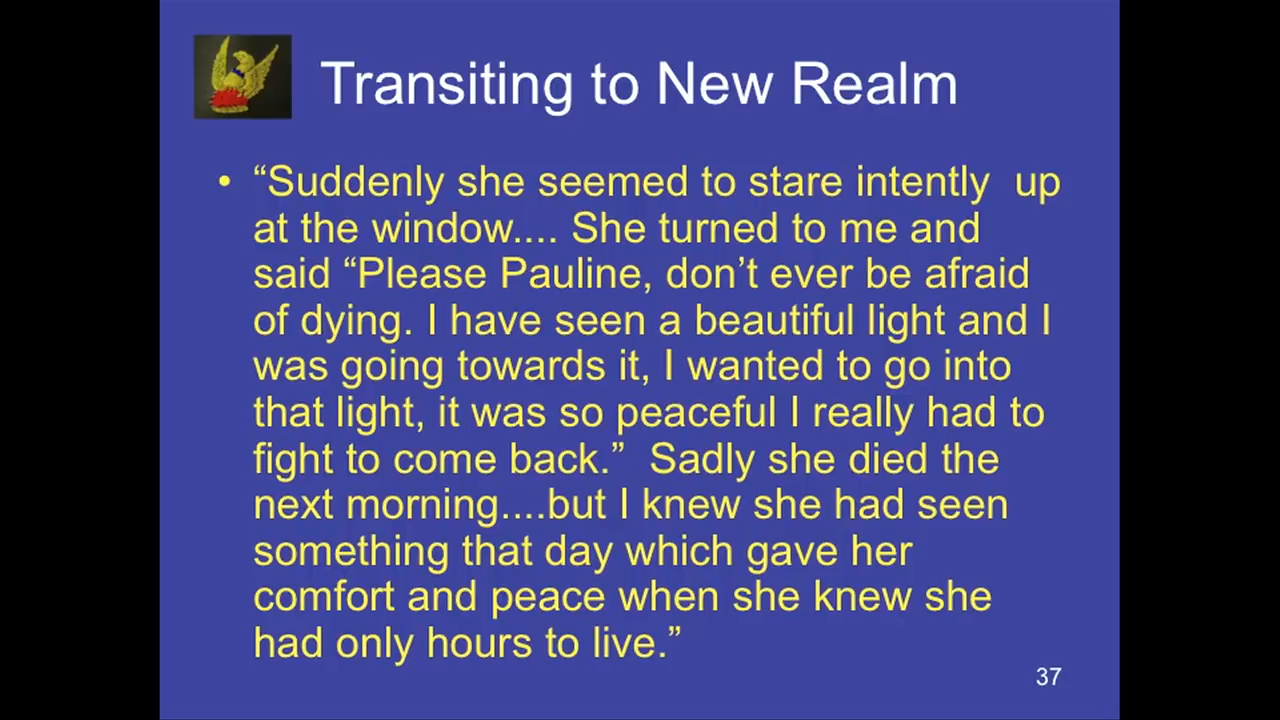 Transiting to New Realm
• “Suddenly she seemed to stare intently  up
at the window.... She turned to me and
said “Please Pauline, don’t ever be afraid
of dying. I have seen a beautiful light and I
was going towards it, I wanted to go into
that light, it was so peaceful I really had to
fight to come back.”  Sadly she died the
next morning....but I knew she had seen
something that day which gave her
comfort and peace when she knew she
had only hours to live.”
37